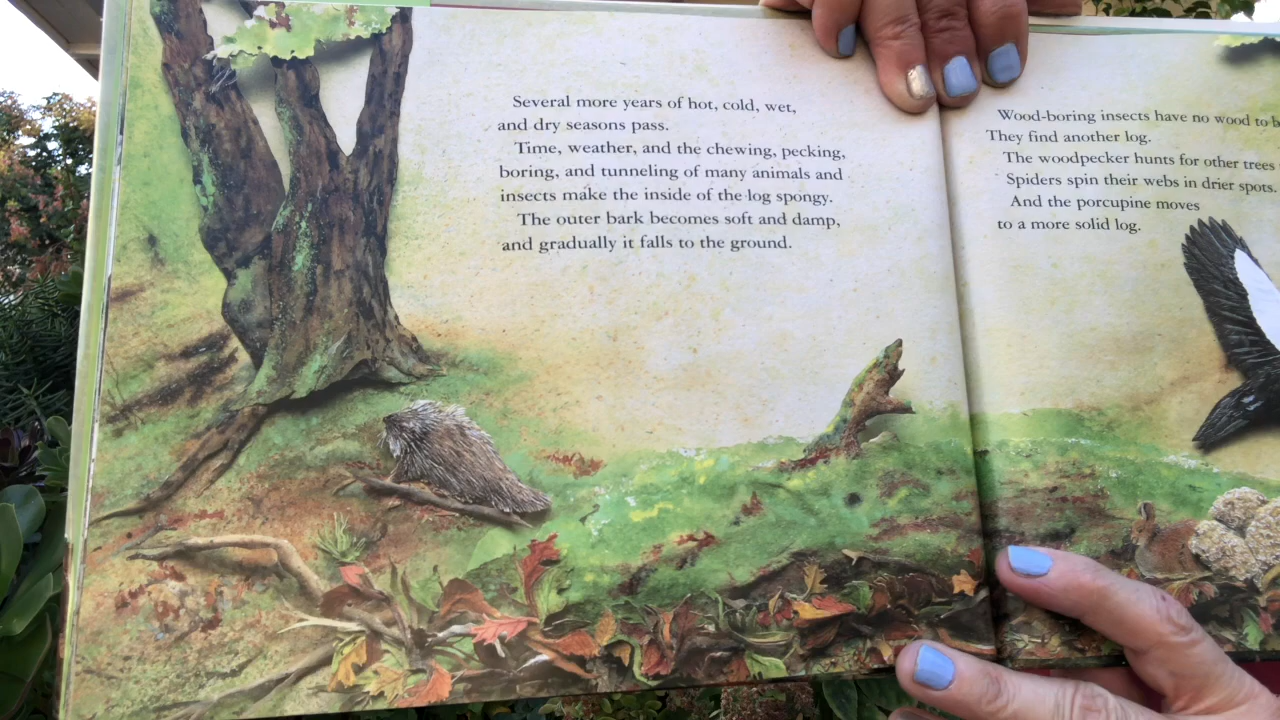 Several more years of hot, cold, wet,
and dry seasons pass.
Time, weather, and the chewing, pecking,
boring, and tunneling of many animals and
insects make the inside of the log spongy.
The outer bark becomes soft and damp,
and gradually it falls to the ground.
Wood-boring insects have no wood to
They find another log.
The woodpecker hunts for other trees
Spiders spin their webs in drier spots.
And the porcupine moves
to a more solid log.